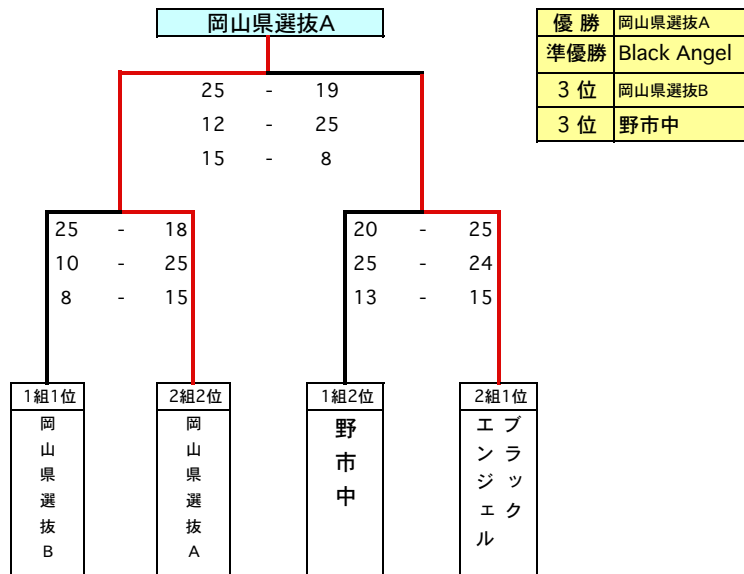 岡山県選抜A
優 勝 岡山県選抜A
準優勝 Black Angel
3 位 岡山県選抜B
3 位 野市中
25 - 19
12 - 25
15 - 8
25 - 18 20 - 25
10 - 25 25 - 24
8 - 15 13 - 15
1組1位 2組2位 1組2位 2組1位
岡山県選抜B
岡山県選抜A
野市中
ブラック
エンジェル